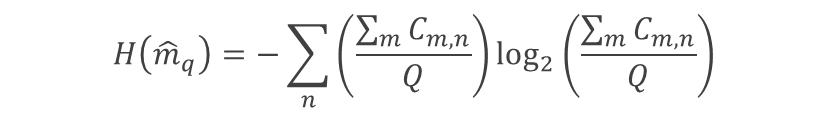 H(m̂_q) = −∑_n (∑_m C_{m,n} / Q) log₂ (∑_m C_{m,n} / Q)